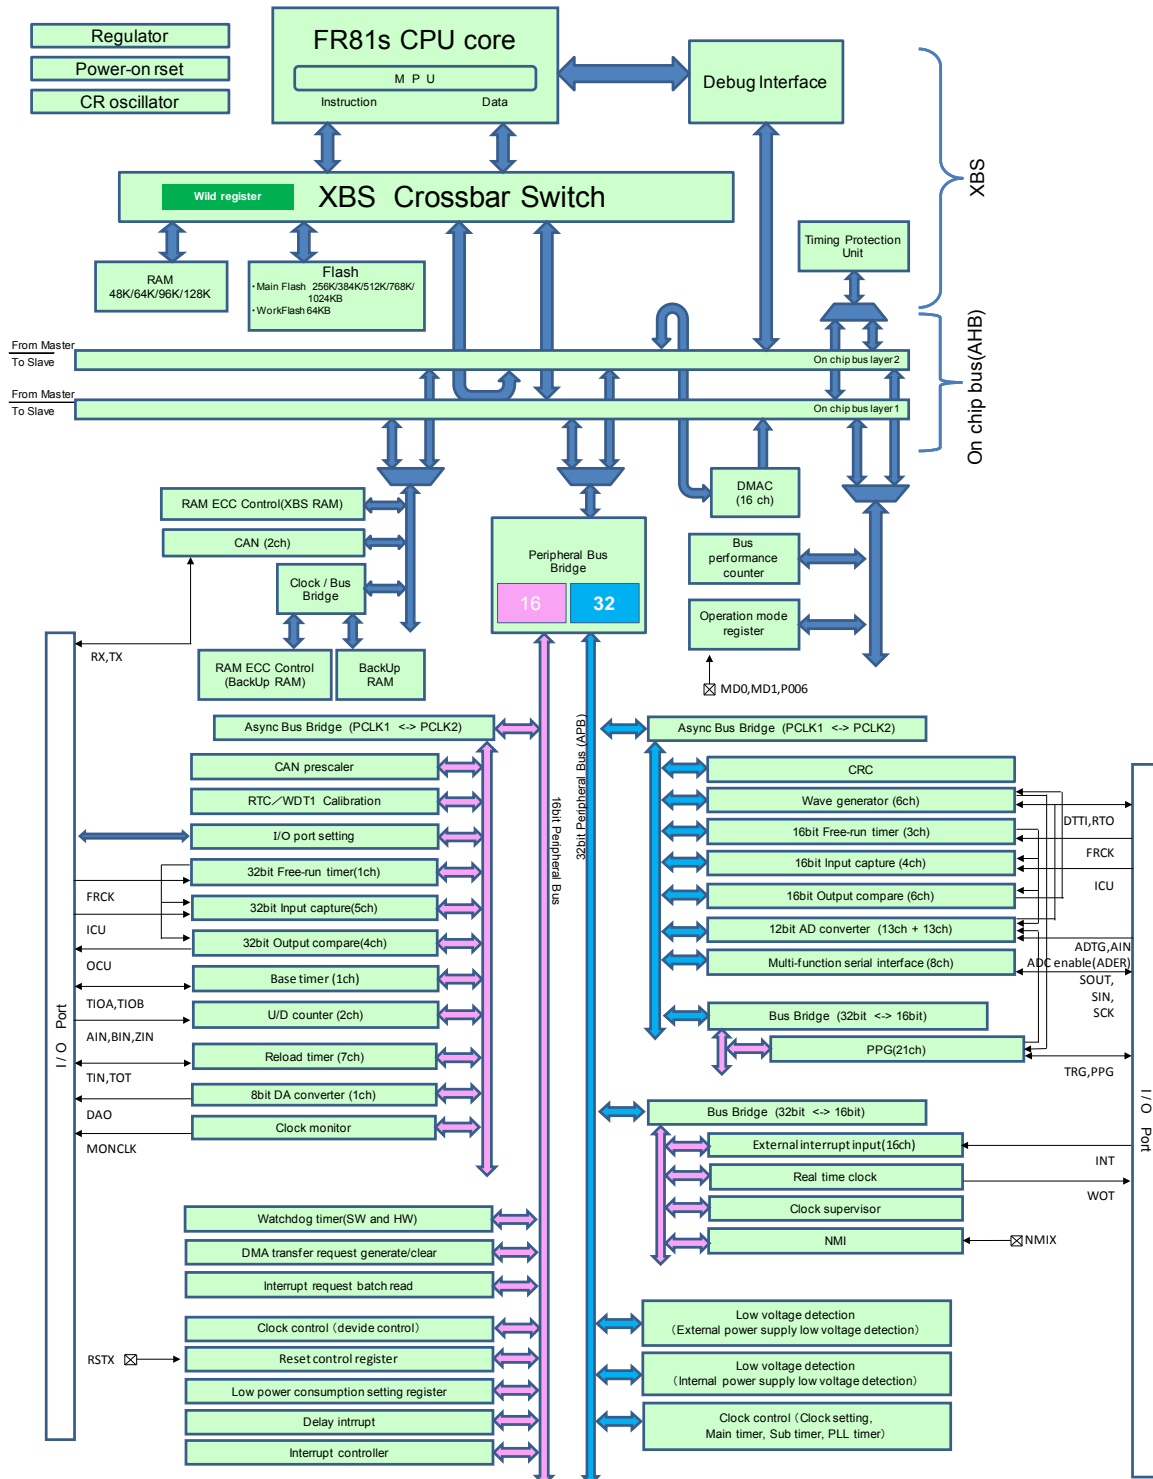 Regulator
Power-on rset
CR oscillator
FR81s CPU core
M P U
Instruction
Data
Debug Interface
XBS
Wild register
XBS Crossbar Switch
Timing Protection
Unit
RAM
48K/64K/96K/128K
Flash
・Main Flash 256K/384K/512K/768K/
1024KB
・WorkFlash 64KB
On chip bus(AHB)
From Master
To Slave
On chip bus layer 2
From Master
To Slave
On chip bus layer 1
RAM ECC Control(XBS RAM)
CAN (2ch)
Clock / Bus
Bridge
RAM ECC Control
(BackUp RAM)
BackUp
RAM
RX,TX
Peripheral Bus
Bridge
16
32
DMAC
(16 ch)
Bus
performance
counter
Operation mode
register
MD0,MD1,P006
16bit Peripheral Bus
32bit Peripheral Bus (APB)
I / O Port
Async Bus Bridge (PCLK1 <-> PCLK2)
CAN prescaler
RTC／WDT1 Calibration
I/O port setting
32bit Free-run timer(1ch)
FRCK
32bit Input capture(5ch)
ICU
32bit Output compare(4ch)
OCU
Base timer (1ch)
TIOA,TIOB
U/D counter (2ch)
AIN,BIN,ZIN
Reload timer (7ch)
TIN,TOT
8bit DA converter (1ch)
DAO
Clock monitor
MONCLK
Watchdog timer(SW and HW)
DMA transfer request generate/clear
Interrupt request batch read
Clock control（devide control）
RSTX
Reset control register
Low power consumption setting register
Delay intrrupt
Interrupt controller
Async Bus Bridge (PCLK1 <-> PCLK2)
CRC
Wave generator (6ch)
DTTI,RTO
16bit Free-run timer (3ch)
FRCK
16bit Input capture (4ch)
ICU
16bit Output compare (6ch)
12bit AD converter (13ch + 13ch)
ADTG,AIN
ADC enable(ADER)
Multi-function serial interface (8ch)
SOUT,
SIN,
SCK
Bus Bridge (32bit <-> 16bit)
PPG(21ch)
TRG,PPG
I / O Port
Bus Bridge (32bit <-> 16bit)
External interrupt input(16ch)
INT
Real time clock
WOT
Clock supervisor
NMI
NMIX
Low voltage detection
（External power supply low voltage detection）
Low voltage detection
（Internal power supply low voltage detection）
Clock control（Clock setting,
Main timer, Sub timer, PLL timer）